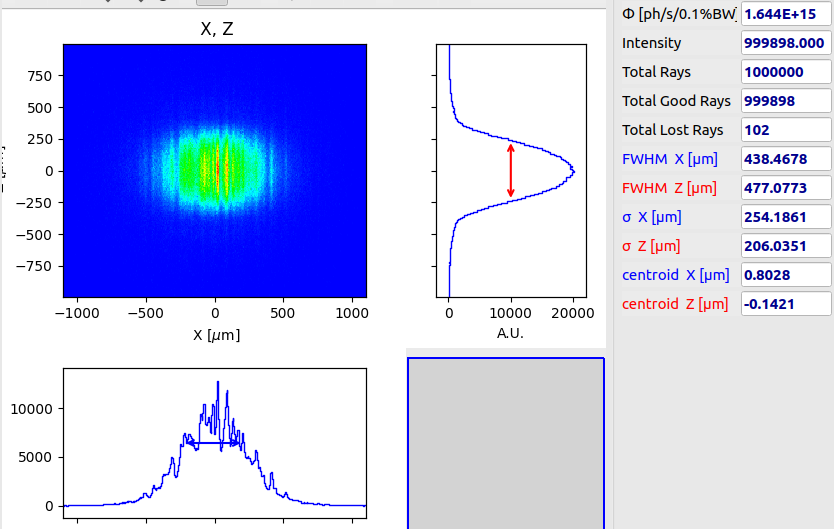 X, Z
750
500
250
0
−250
−500
−750
−1000
−500
0
500
1000
X [μm]
0
10000
20000
A.U.
10000
5000
0
Φ [ph/s/0.1%BW]
1.644E+15
Intensity
999898.000
Total Rays
1000000
Total Good Rays
999898
Total Lost Rays
102
FWHM X [μm]
438.4678
FWHM Z [μm]
477.0773
σ X [μm]
254.1861
σ Z [μm]
206.0351
centroid X [μm]
0.8028
centroid Z [μm]
-0.1421